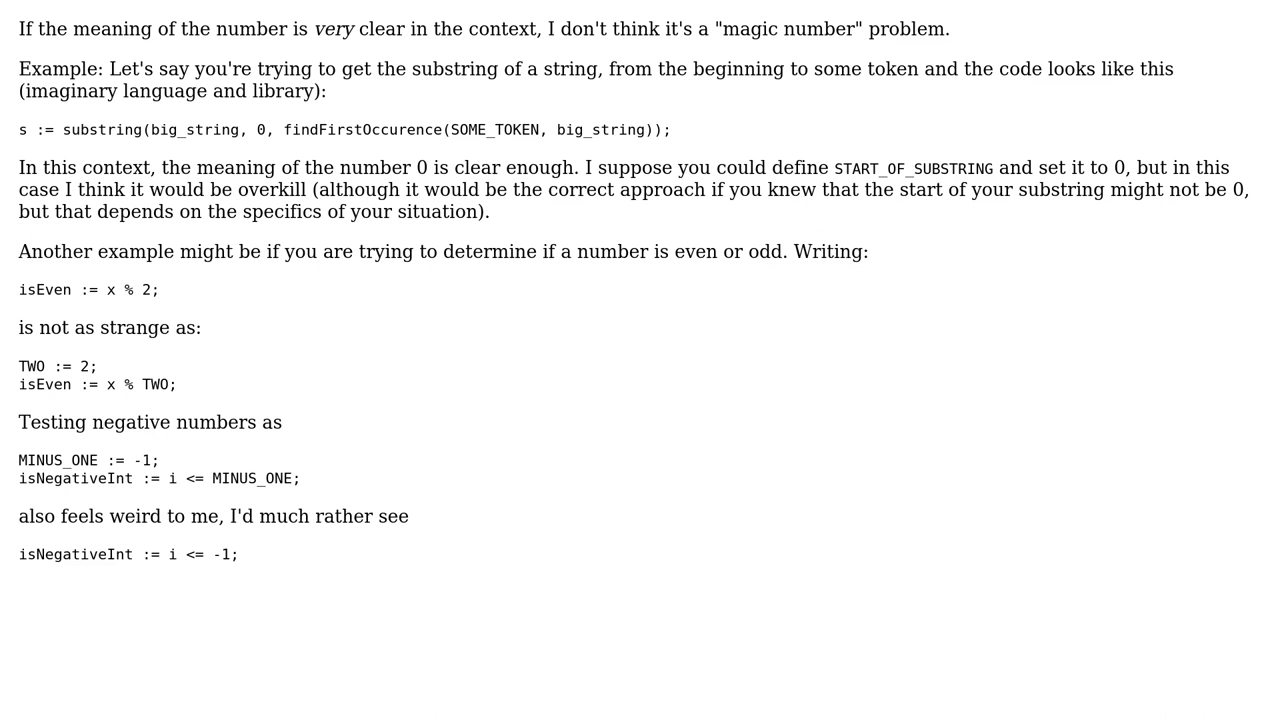 If the meaning of the number is very clear in the context, I don't think it's a "magic number" problem.
Example: Let's say you're trying to get the substring of a string, from the beginning to some token and the code looks like this
(imaginary language and library):
s := substring(big_string, 0, findFirstOccurence(SOME_TOKEN, big_string));
In this context, the meaning of the number 0 is clear enough. I suppose you could define START_OF_SUBSTRING and set it to 0, but in this
case I think it would be overkill (although it would be the correct approach if you knew that the start of your substring might not be 0,
but that depends on the specifics of your situation).
Another example might be if you are trying to determine if a number is even or odd. Writing:
isEven := x % 2;
is not as strange as:
TWO := 2;
isEven := x % TWO;
Testing negative numbers as
MINUS_ONE := -1;
isNegativeInt := i <= MINUS_ONE;
also feels weird to me, I'd much rather see
isNegativeInt := i <= -1;